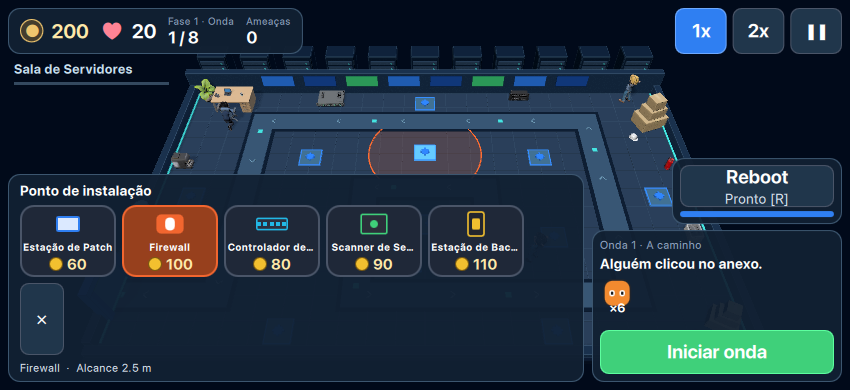 200 20 Fase 1 · Onda 1/8 Ameaças 0
1x 2x
Sala de Servidores
Ponto de instalação
Estação de Patch 60
Firewall 100
Controlador de… 80
Scanner de Se… 90
Estação de Bac… 110
×
Firewall · Alcance 2.5 m
Reboot
Pronto [R]
Onda 1 · A caminho
Alguém clicou no anexo.
×6
Iniciar onda